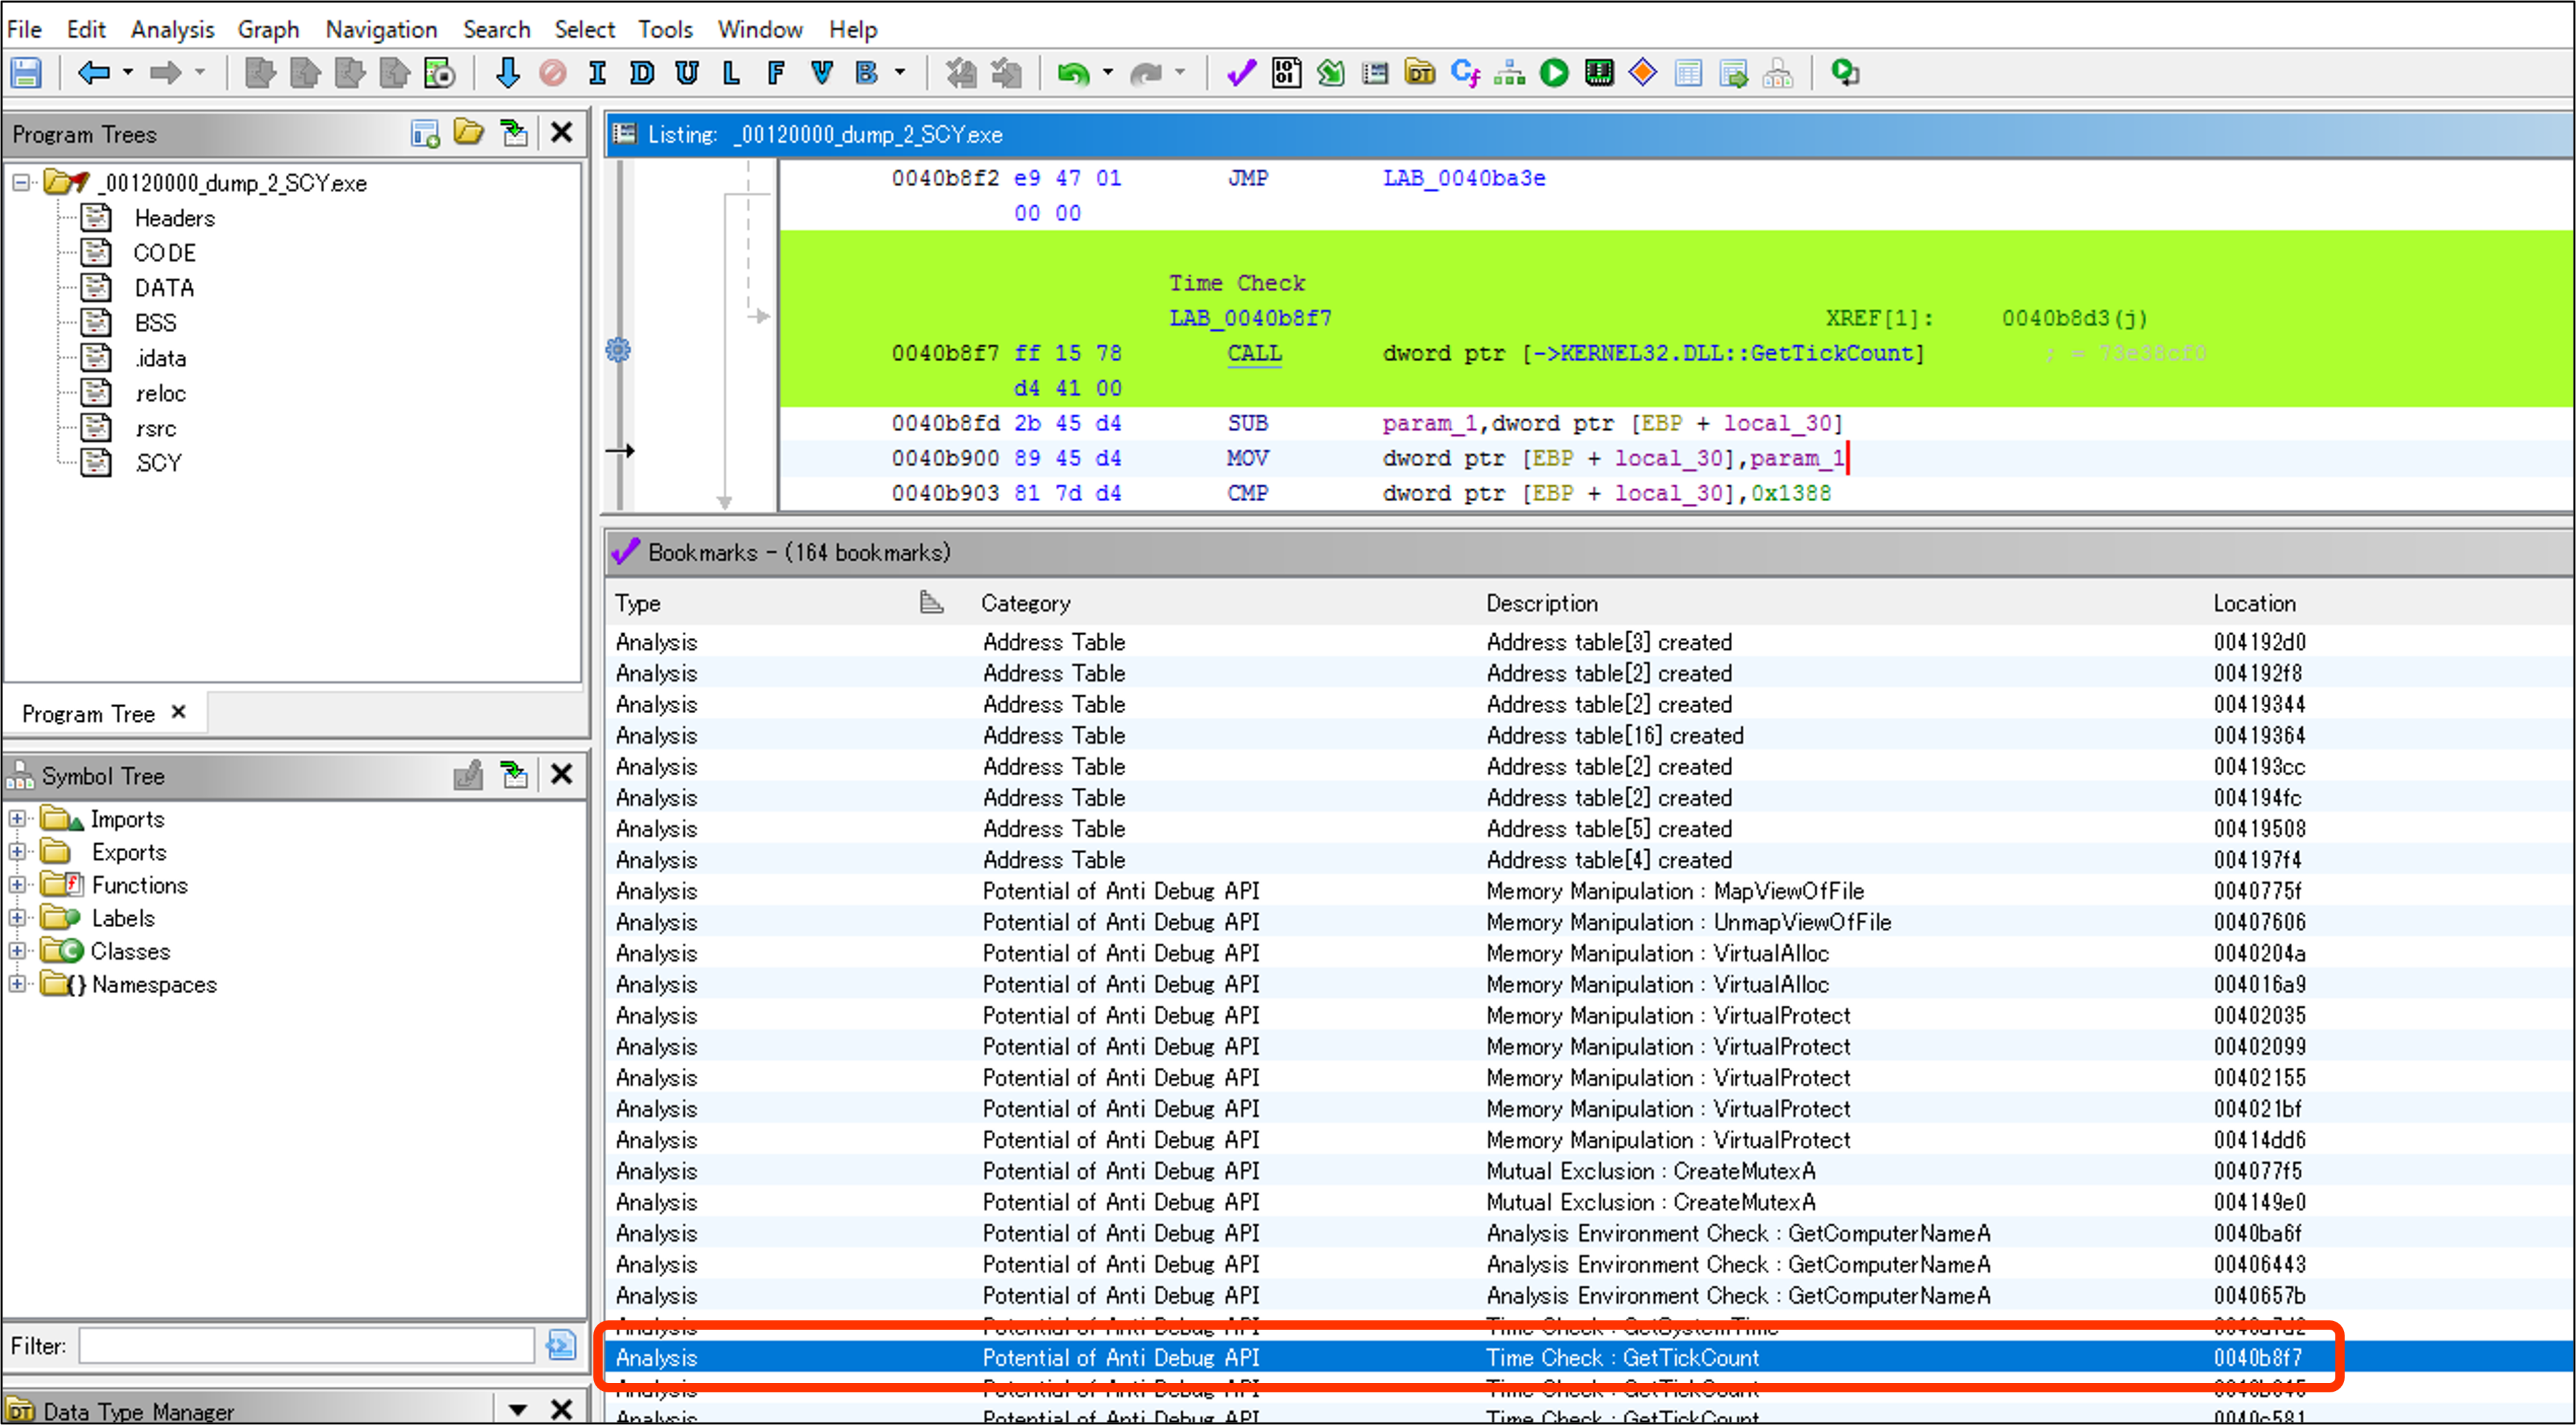 File Edit Analysis Graph Navigation Search Select Tools Window Help
I D U L F V B
Program Trees
_00120000_dump_2_SCY.exe
Headers
CODE
DATA
BSS
.idata
.reloc
.rsrc
.SCY
Program Tree
Listing: _00120000_dump_2_SCY.exe
0040b8f2 e9 47 01 JMP LAB_0040ba3e
00 00
Time Check
LAB_0040b8f7 XREF[1]: 0040b8d3(j)
0040b8f7 ff 15 78 CALL dword ptr [->KERNEL32.DLL::GetTickCount] ; = 73e38cf0
d4 41 00
0040b8fd 2b 45 d4 SUB param_1,dword ptr [EBP + local_30]
0040b900 89 45 d4 MOV dword ptr [EBP + local_30],param_1
0040b903 81 7d d4 CMP dword ptr [EBP + local_30],0x1388
Symbol Tree
Imports
Exports
Functions
Labels
Classes
Namespaces
Filter:
Data Type Manager
Bookmarks - (164 bookmarks)
Type Category Description Location
Analysis Address Table Address table[3] created 004192d0
Analysis Address Table Address table[2] created 004192f8
Analysis Address Table Address table[2] created 00419344
Analysis Address Table Address table[16] created 00419364
Analysis Address Table Address table[2] created 004193cc
Analysis Address Table Address table[2] created 004194fc
Analysis Address Table Address table[5] created 00419508
Analysis Address Table Address table[4] created 004197f4
Analysis Potential of Anti Debug API Memory Manipulation : MapViewOfFile 0040775f
Analysis Potential of Anti Debug API Memory Manipulation : UnmapViewOfFile 00407606
Analysis Potential of Anti Debug API Memory Manipulation : VirtualAlloc 0040204a
Analysis Potential of Anti Debug API Memory Manipulation : VirtualAlloc 004016a9
Analysis Potential of Anti Debug API Memory Manipulation : VirtualProtect 00402035
Analysis Potential of Anti Debug API Memory Manipulation : VirtualProtect 00402099
Analysis Potential of Anti Debug API Memory Manipulation : VirtualProtect 00402155
Analysis Potential of Anti Debug API Memory Manipulation : VirtualProtect 004021bf
Analysis Potential of Anti Debug API Memory Manipulation : VirtualProtect 00414dd6
Analysis Potential of Anti Debug API Mutual Exclusion : CreateMutexA 004077f5
Analysis Potential of Anti Debug API Mutual Exclusion : CreateMutexA 004149e0
Analysis Potential of Anti Debug API Analysis Environment Check : GetComputerNameA 0040ba6f
Analysis Potential of Anti Debug API Analysis Environment Check : GetComputerNameA 00406443
Analysis Potential of Anti Debug API Analysis Environment Check : GetComputerNameA 0040657b
Analysis Potential of Anti Debug API Time Check : GetSystemTime
Analysis Potential of Anti Debug API Time Check : GetTickCount 0040b8f7
Analysis Potential of Anti Debug API Time Check : GetTickCount
Analysis Potential of Anti Debug API Time Check : GetTickCount 0040c581